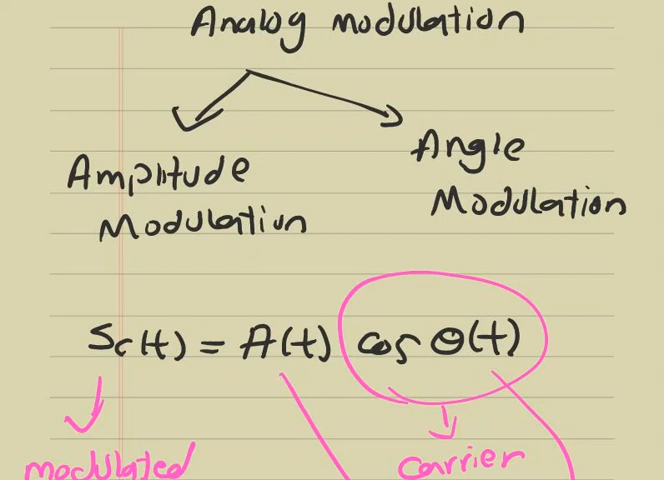 Analog modulation
Amplitude
Modulation
Angle
Modulation
Sc(t) = A(t) cos θ(t)
modulated
carrier